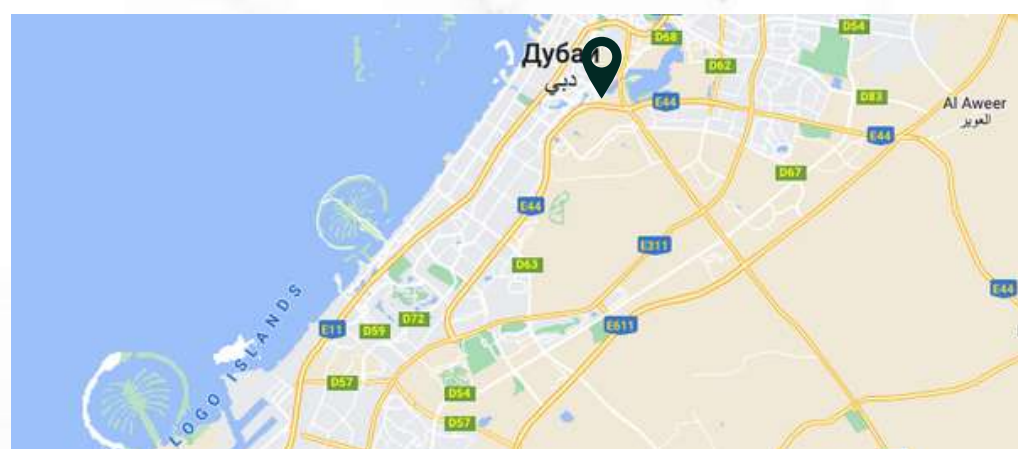 D54
D68
Дубай
دبي
D62
E44
D83
Al Aweer
العوير
E44
D67
E44
E311
D63
E44
LOGO ISLANDS
D72
E11
D59
E611
D57
D54
D57